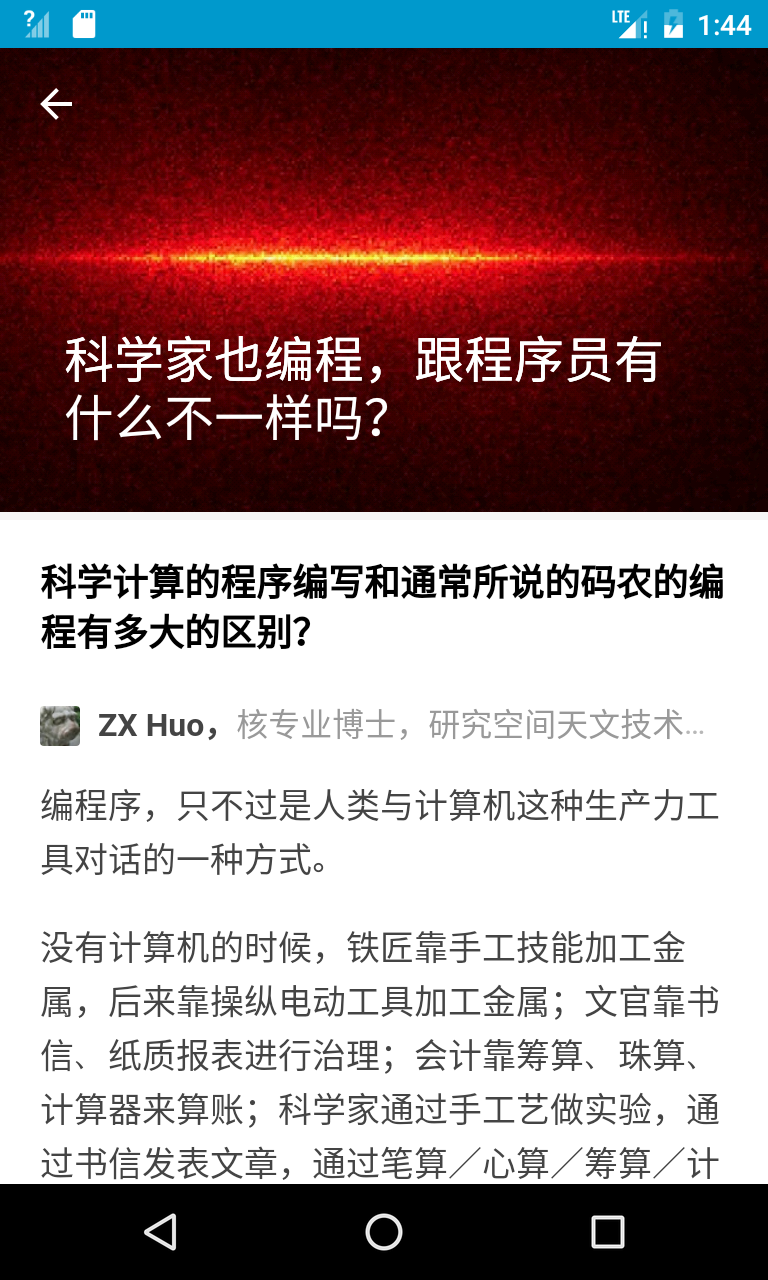 ? LTE ! 1:44
科学家也编程，跟程序员有
什么不一样吗？
科学计算的程序编写和通常所说的码农的编
程有多大的区别？
ZX Huo，核专业博士，研究空间天文技术...
编程序，只不过是人类与计算机这种生产力工
具对话的一种方式。
没有计算机的时候，铁匠靠手工技能加工金
属，后来靠操纵电动工具加工金属；文官靠书
信、纸质报表进行治理；会计靠筹算、珠算、
计算器来算账；科学家通过手工艺做实验，通
过书信发表文章，通过笔算／心算／筹算／计